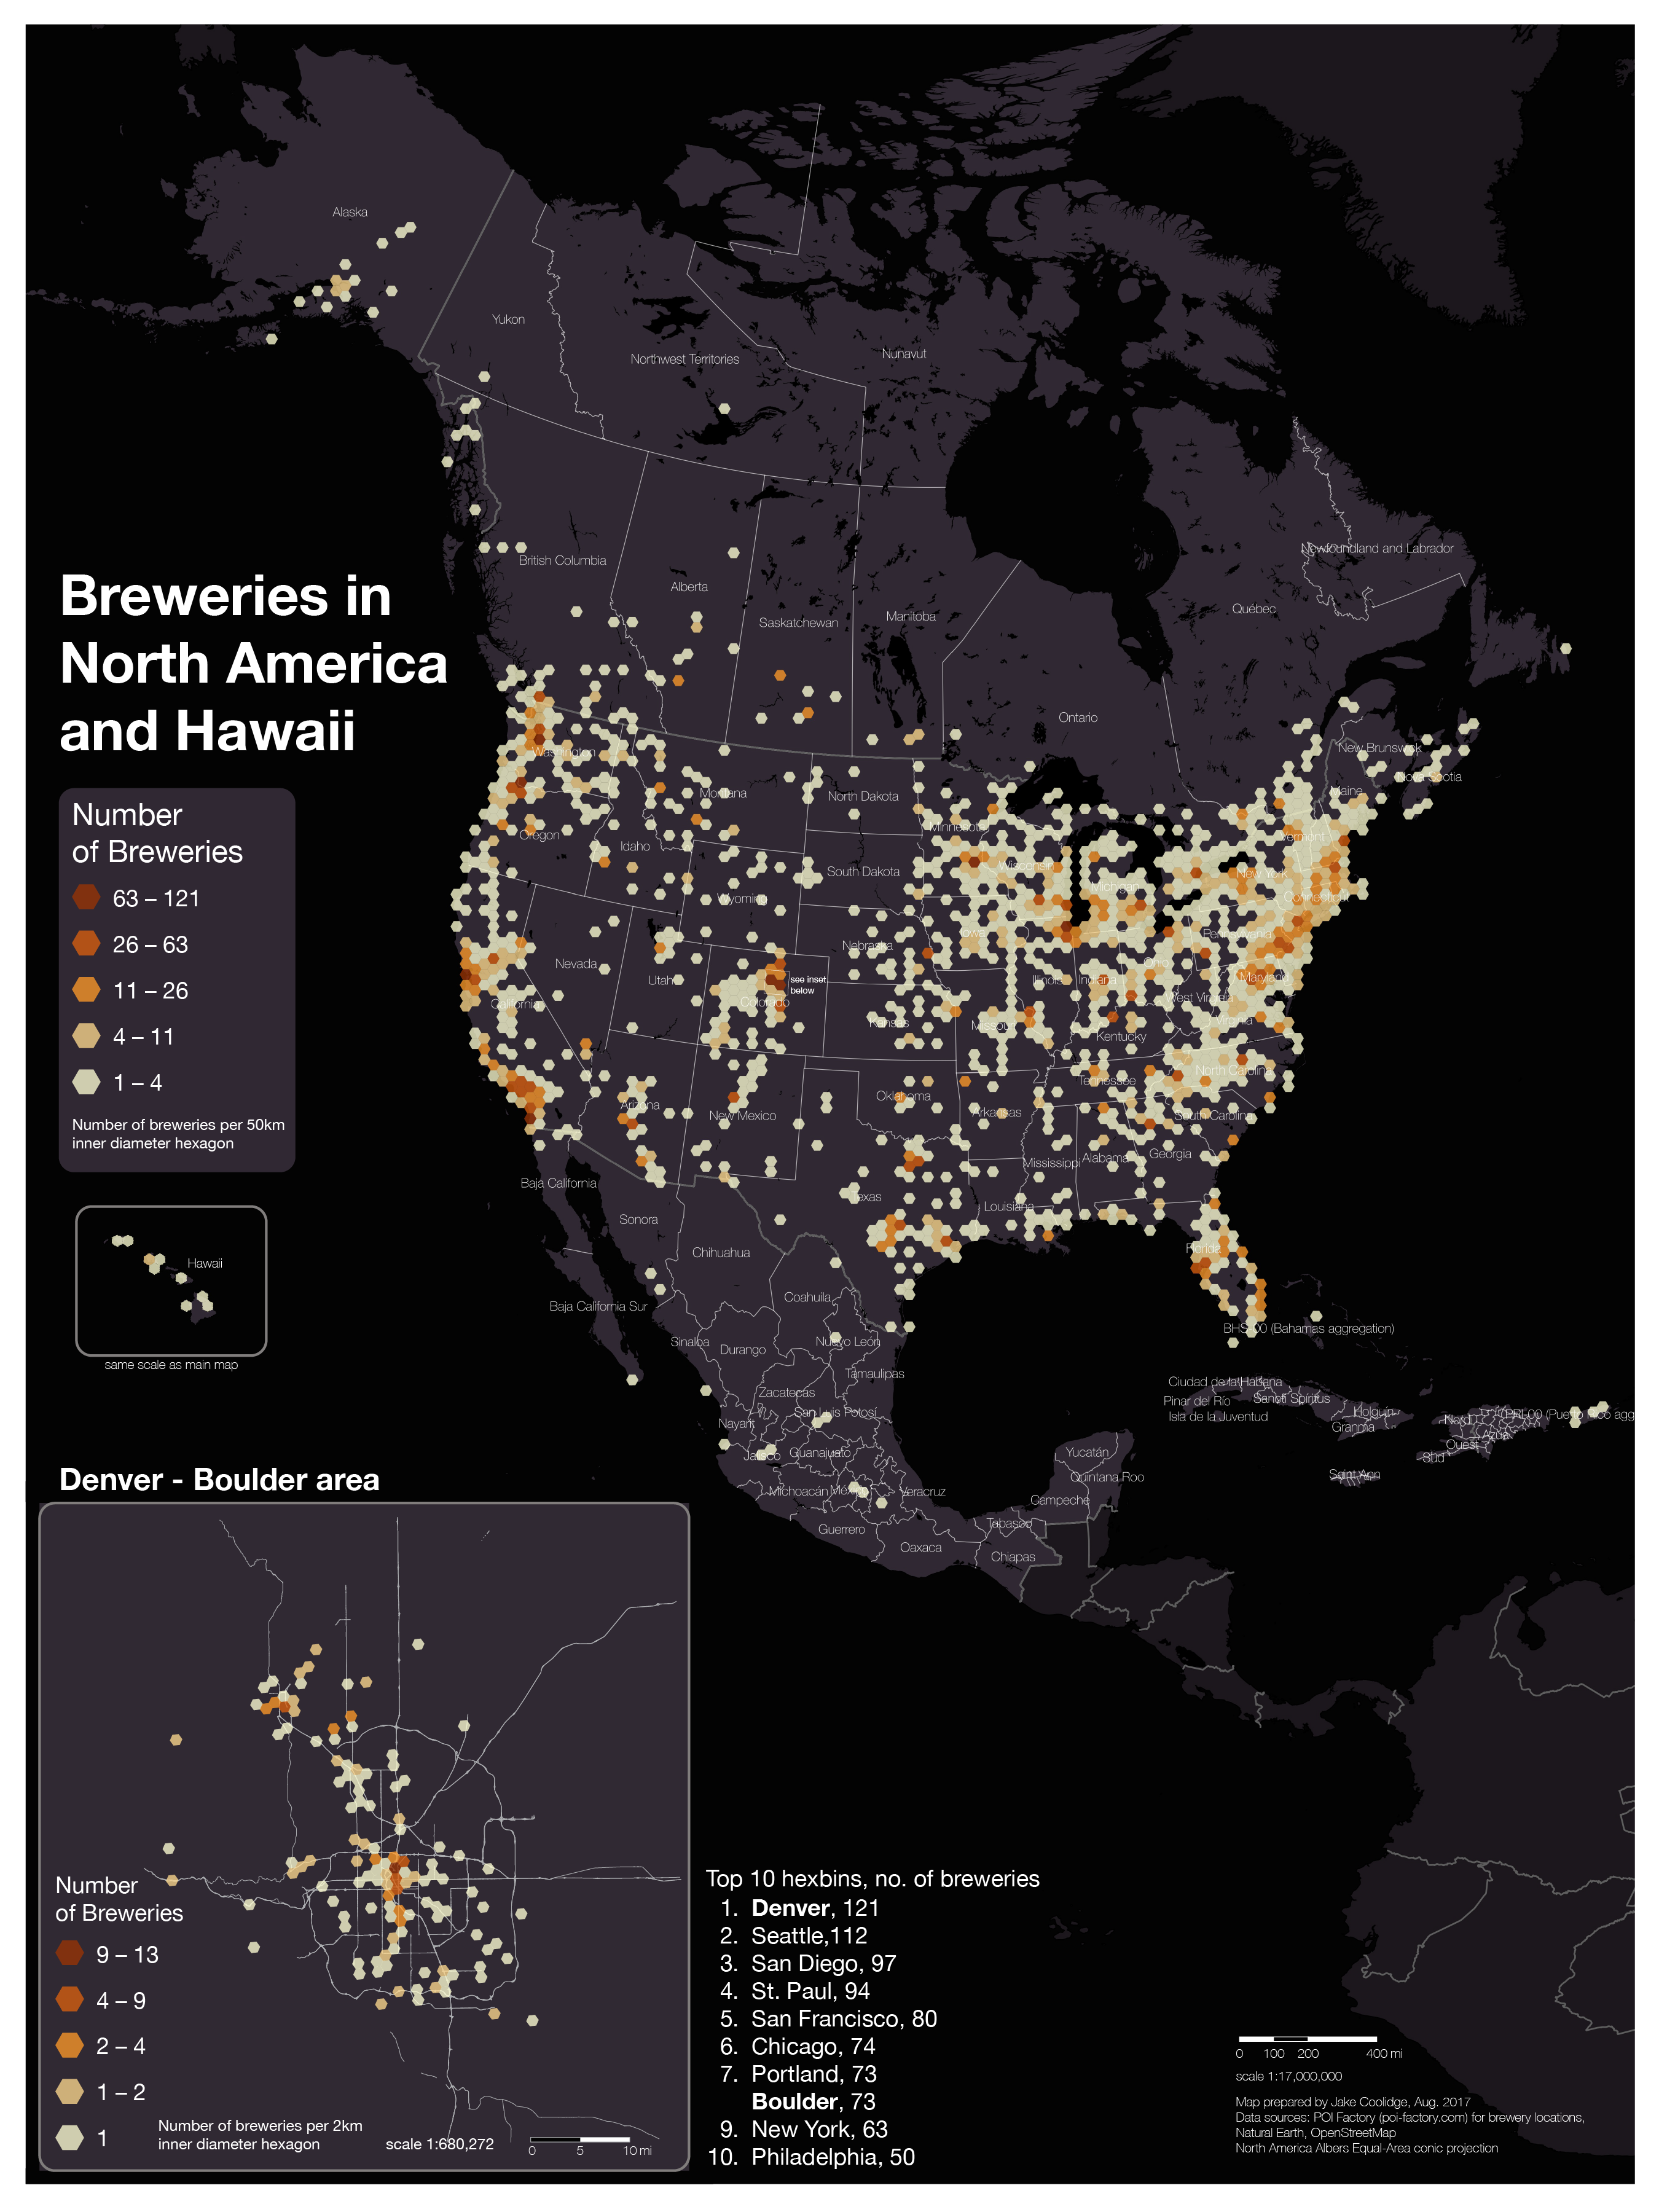 Alaska
Yukon
Northwest Territories
Nunavut
British Columbia
Alberta
Saskatchewan
Manitoba
Ontario
Québec
Newfoundland and Labrador
New Brunswick
Nova Scotia
Maine
Breweries in
North America
and Hawaii
Number
of Breweries
63 – 121
26 – 63
11 – 26
4 – 11
1 – 4
Number of breweries per 50km
inner diameter hexagon
Washington
Montana
North Dakota
Minnesota
Oregon
Idaho
South Dakota
Wisconsin
Michigan
Vermont
New York
Connecticut
Wyoming
Nebraska
Iowa
Pennsylvania
Nevada
Utah
Colorado
see inset
below
Illinois
Indiana
Ohio
Maryland
California
Kansas
Missouri
West Virginia
Virginia
Kentucky
Arizona
New Mexico
Oklahoma
Arkansas
Tennessee
North Carolina
South Carolina
Mississippi
Alabama
Georgia
Texas
Louisiana
Florida
Baja California
Sonora
Chihuahua
Coahuila
Baja California Sur
Sinaloa
Durango
Nuevo León
Tamaulipas
Zacatecas
San Luis Potosí
Nayarit
Jalisco
Guanajuato
Michoacán
México
Veracruz
Guerrero
Oaxaca
Tabasco
Chiapas
Campeche
Yucatán
Quintana Roo
BHS-00 (Bahamas aggregation)
Ciudad de la Habana
Pinar del Río
Sancti Spíritus
Isla de la Juventud
Holguín
Granma
Saint Ann
Nord
Ouest
Sud
Azua
PRI-00 (Puerto Rico agg
Hawaii
same scale as main map
Denver - Boulder area
Number
of Breweries
9 – 13
4 – 9
2 – 4
1 – 2
1
Number of breweries per 2km
inner diameter hexagon
scale 1:680,272
0 5 10 mi
Top 10 hexbins, no. of breweries
1. Denver, 121
2. Seattle,112
3. San Diego, 97
4. St. Paul, 94
5. San Francisco, 80
6. Chicago, 74
7. Portland, 73
Boulder, 73
9. New York, 63
10. Philadelphia, 50
0 100 200 400 mi
scale 1:17,000,000
Map prepared by Jake Coolidge, Aug. 2017
Data sources: POI Factory (poi-factory.com) for brewery locations,
Natural Earth, OpenStreetMap
North America Albers Equal-Area conic projection